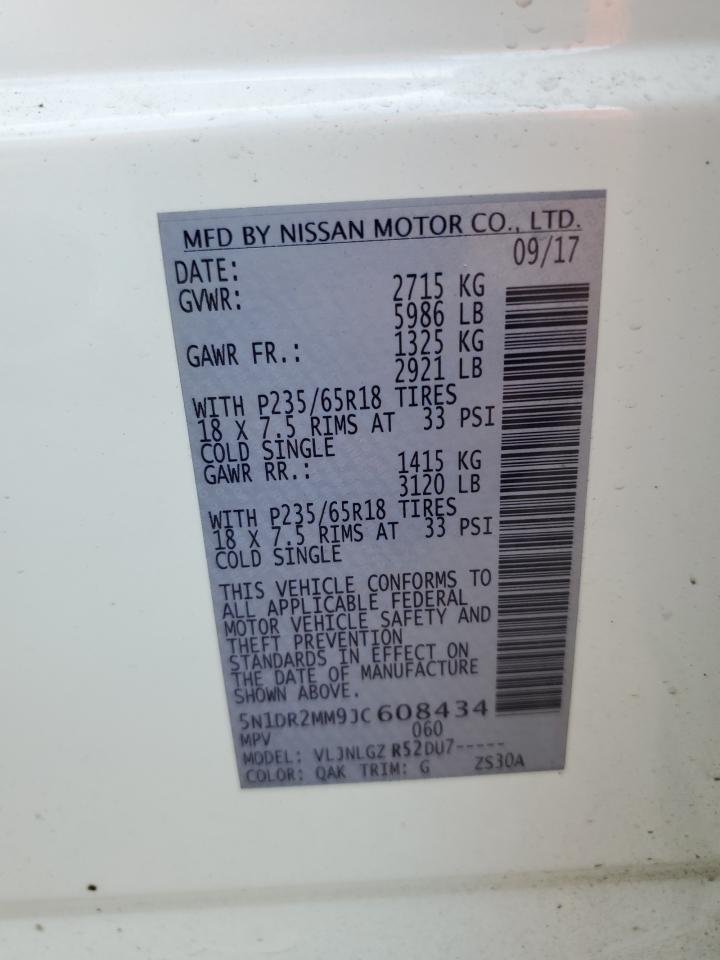 MFD BY NISSAN MOTOR CO., LTD.
DATE: 09/17
GVWR: 2715 KG
5986 LB
GAWR FR.: 1325 KG
2921 LB
WITH P235/65R18 TIRES
18 X 7.5 RIMS AT 33 PSI
COLD SINGLE
GAWR RR.: 1415 KG
3120 LB
WITH P235/65R18 TIRES
18 X 7.5 RIMS AT 33 PSI
COLD SINGLE
THIS VEHICLE CONFORMS TO
ALL APPLICABLE FEDERAL
MOTOR VEHICLE SAFETY AND
THEFT PREVENTION
STANDARDS IN EFFECT ON
THE DATE OF MANUFACTURE
SHOWN ABOVE.
5N1DR2MM9JC608434
MPV 060
MODEL: VLJNLGZ R52DU7-----
COLOR: QAK TRIM: G ZS30A